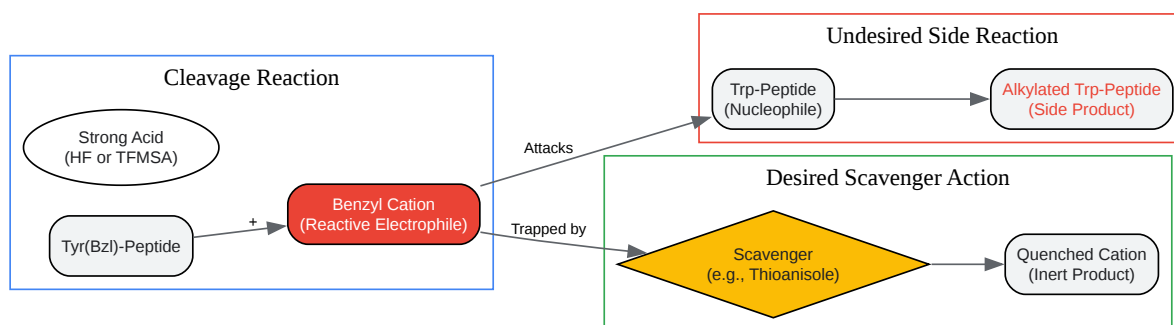 Cleavage Reaction
Strong Acid
(HF or TFMSA)
Tyr(Bzl)-Peptide
+
Benzyl Cation
(Reactive Electrophile)
Attacks
Trapped by
Undesired Side Reaction
Trp-Peptide
(Nucleophile)
Alkylated Trp-Peptide
(Side Product)
Desired Scavenger Action
Scavenger
(e.g., Thioanisole)
Quenched Cation
(Inert Product)